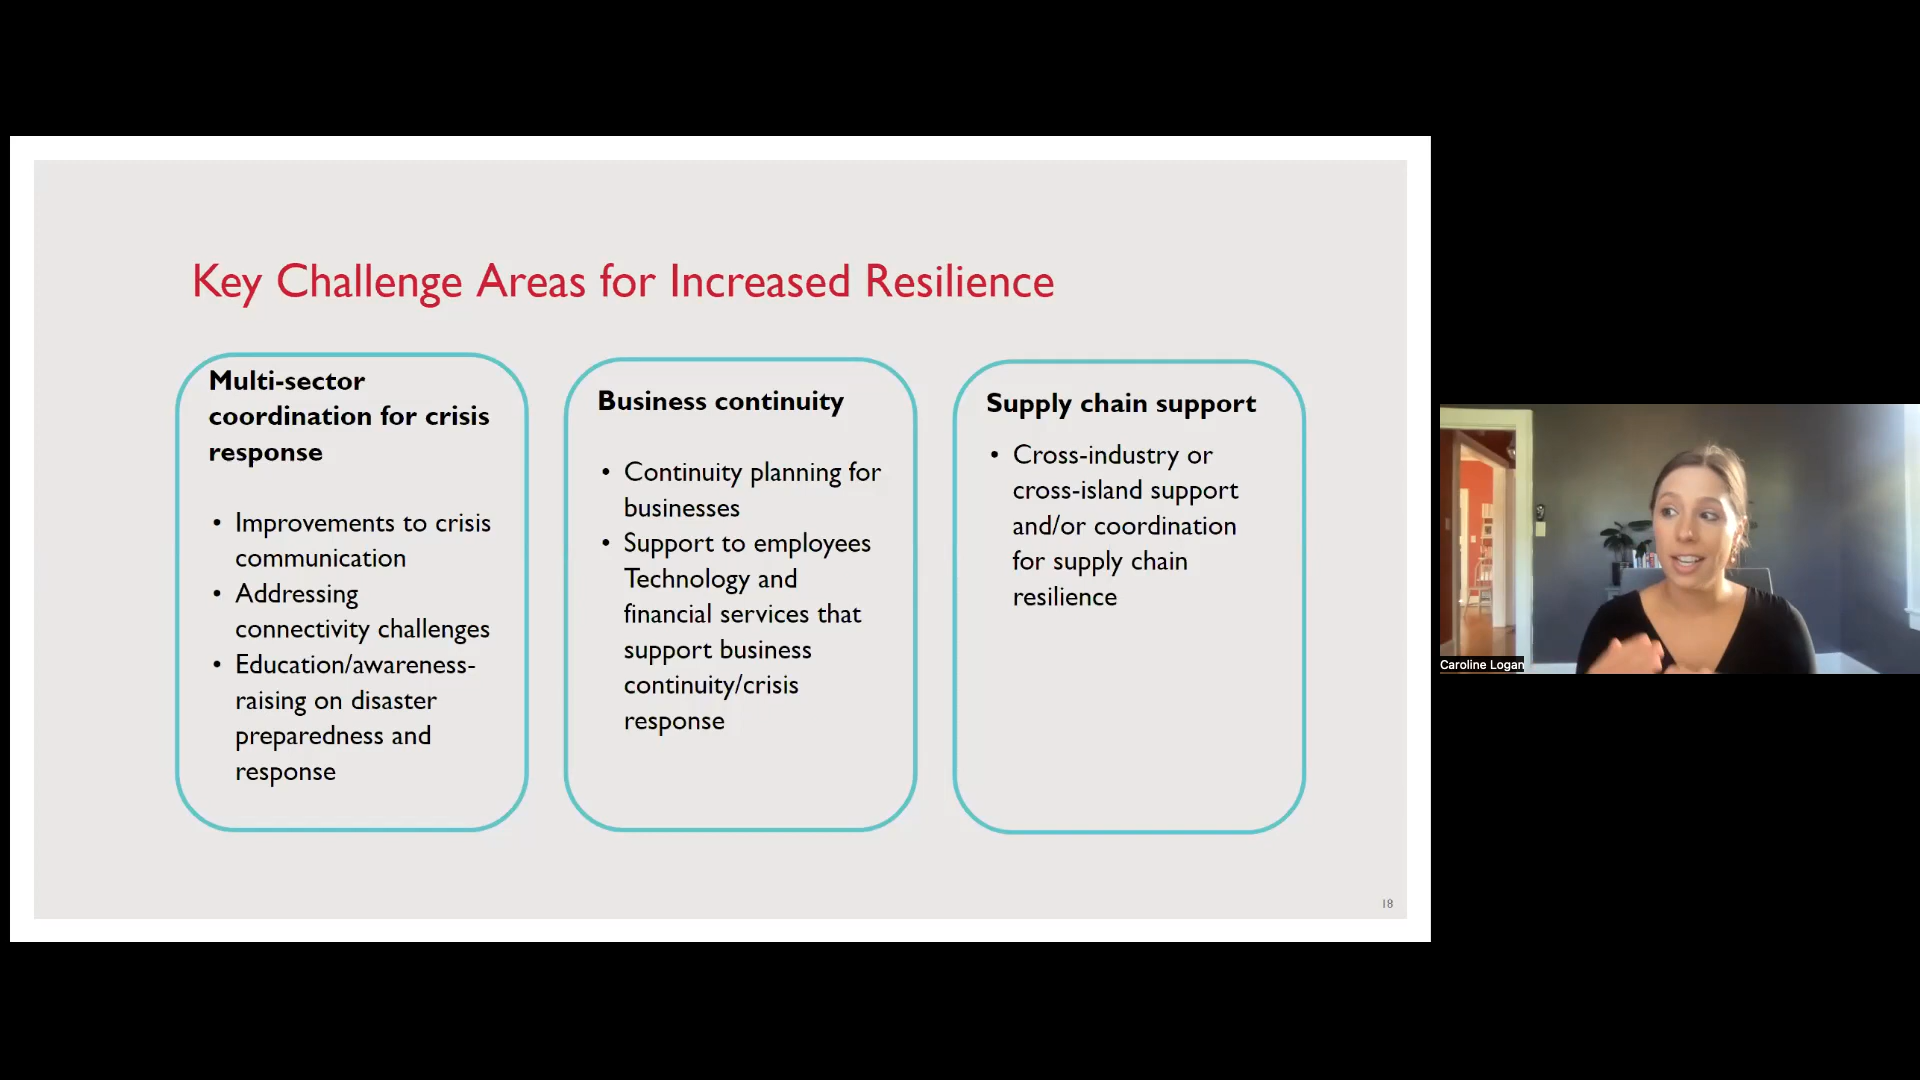 Key Challenge Areas for Increased Resilience
Multi-sector
coordination for crisis
response
• Improvements to crisis
communication
• Addressing
connectivity challenges
• Education/awareness-
raising on disaster
preparedness and
response
Business continuity
• Continuity planning for
businesses
• Support to employees
Technology and
financial services that
support business
continuity/crisis
response
Supply chain support
• Cross-industry or
cross-island support
and/or coordination
for supply chain
resilience
18
Caroline Logan